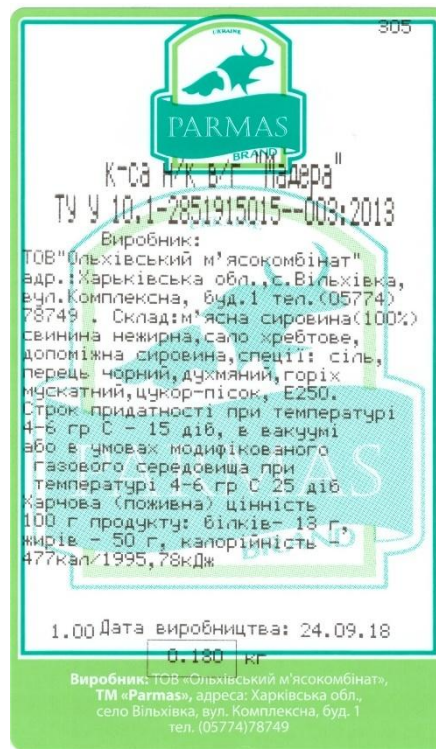 305
UKRAINE
PARMAS
BRAND
к-са н/к в/г "Мадера"
ТУ У 10.1-2851915015--003:2013
Виробник:
ТОВ"Ольхівський м'ясокомбінат"
адр.:Харьківська обл.,с.Вільхівка,
вул.Комплексна, буд.1 тел.(05774)
78749 . Склад:м'ясна сировина(100%)
свинина нежирна,сало хребтове,
допоміжна сировина,спеції: сіль,
перець чорний,духмяний,горіх
мускатний,цукор-пісок, Е250.
Строк придатності при температурі
4-6 гр С - 15 діб, в вакуумі
або в умовах модифікованого
газового середовища при
температурі 4-6 гр С 25 діб
Харчова (поживна) цінність
100 г продукту: білків- 13 г,
жирів - 50 г, калорійність
477кал/1995,78кДж
PARMAS
BRAND
1.00 Дата виробництва: 24.09.18
0.180 кг
Виробник: ТОВ «Ольхівський м'ясокомбінат»,
ТМ «Parmas», адреса: Харківська обл.,
село Вільхівка, вул. Комплексна, буд. 1
тел. (05774)78749